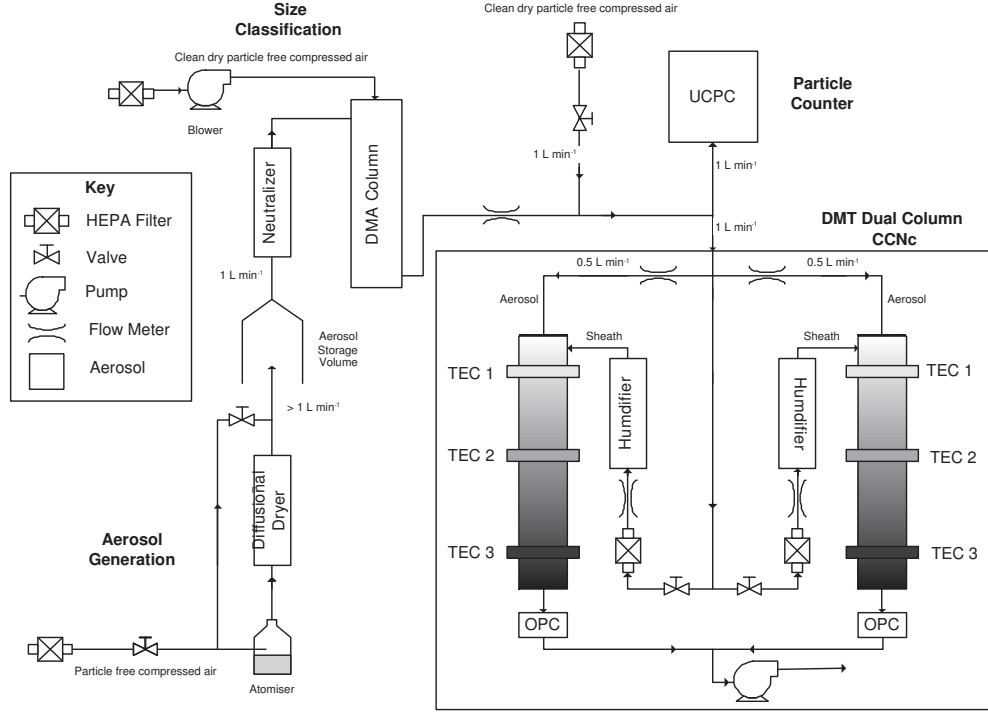 Size
Classification
Clean dry particle free compressed air
Blower
Clean dry particle free compressed air
UCPC
Particle
Counter
1 L min⁻¹
1 L min⁻¹
1 L min⁻¹
Key
HEPA Filter
Valve
Pump
Flow Meter
Aerosol
Neutralizer
DMA Column
1 L min⁻¹
Aerosol
Storage
Volume
> 1 L min⁻¹
Diffusional
Dryer
Aerosol
Generation
Particle free compressed air
Atomiser
DMT Dual Column
CCNc
0.5 L min⁻¹
0.5 L min⁻¹
Aerosol
Aerosol
Sheath
Sheath
TEC 1
TEC 1
Humdifier
Humdifier
TEC 2
TEC 2
TEC 3
TEC 3
OPC
OPC